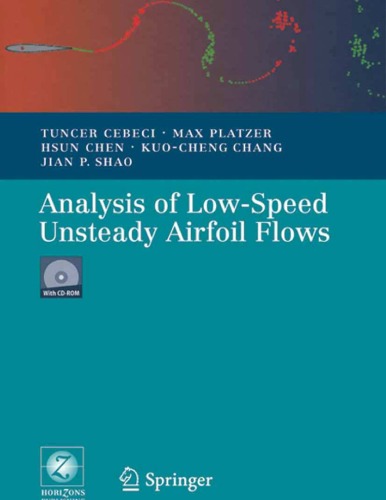 TUNCER CEBECI · MAX PLATZER
HSUN CHEN · KUO-CHENG CHANG
JIAN P. SHAO
Analysis of Low-Speed
Unsteady Airfoil Flows
With CD-ROM
Z
HORIZONS
Springer